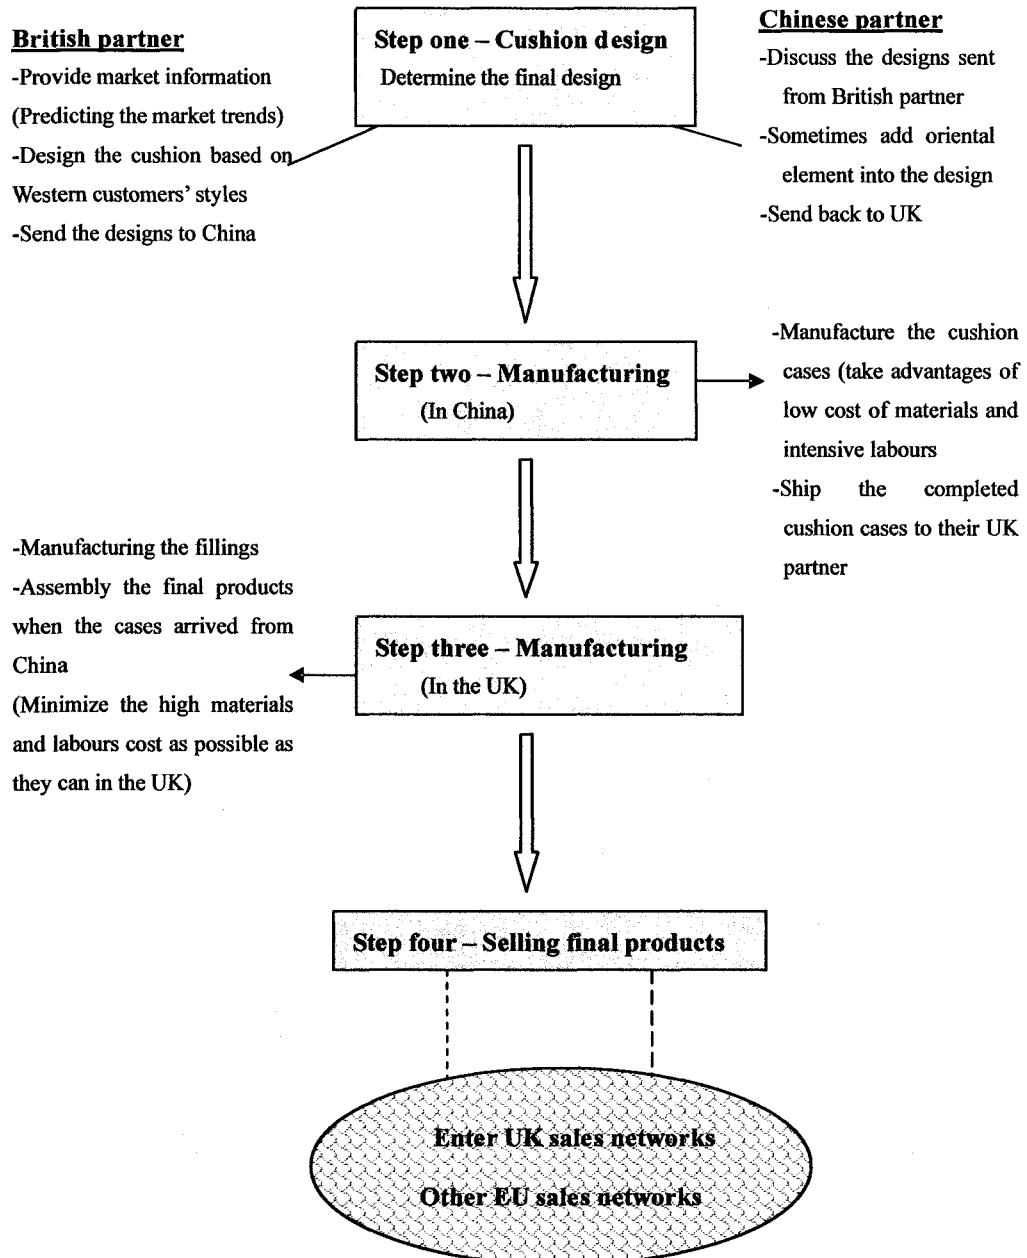 British partner
-Provide market information
(Predicting the market trends)
-Design the cushion based on
Western customers' styles
-Send the designs to China
Step one – Cushion design
Determine the final design
Chinese partner
-Discuss the designs sent
from British partner
-Sometimes add oriental
element into the design
-Send back to UK
Step two – Manufacturing
(In China)
-Manufacture the cushion
cases (take advantages of
low cost of materials and
intensive labours
-Ship the completed
cushion cases to their UK
partner
-Manufacturing the fillings
-Assembly the final products
when the cases arrived from
China
(Minimize the high materials
and labours cost as possible as
they can in the UK)
Step three – Manufacturing
(In the UK)
Step four – Selling final products
Enter UK sales networks
Other EU sales networks